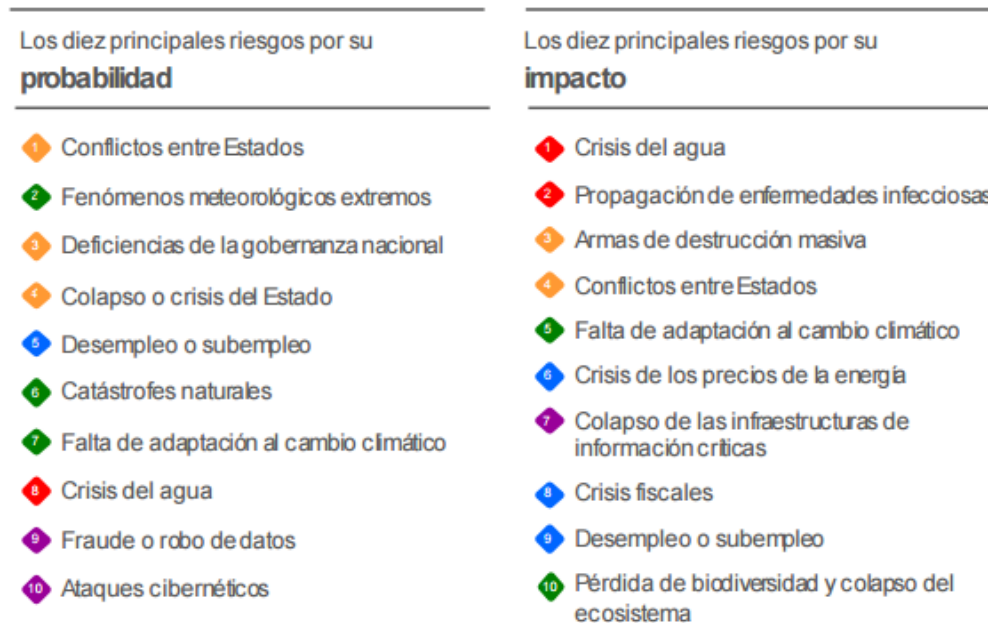 Los diez principales riesgos por su
probabilidad
1 Conflictos entre Estados
2 Fenómenos meteorológicos extremos
3 Deficiencias de la gobernanza nacional
4 Colapso o crisis del Estado
5 Desempleo o subempleo
6 Catástrofes naturales
7 Falta de adaptación al cambio climático
8 Crisis del agua
9 Fraude o robo de datos
10 Ataques cibernéticos
Los diez principales riesgos por su
impacto
1 Crisis del agua
2 Propagación de enfermedades infecciosas
3 Armas de destrucción masiva
4 Conflictos entre Estados
5 Falta de adaptación al cambio climático
6 Crisis de los precios de la energía
7 Colapso de las infraestructuras de
información críticas
8 Crisis fiscales
9 Desempleo o subempleo
10 Pérdida de biodiversidad y colapso del
ecosistema